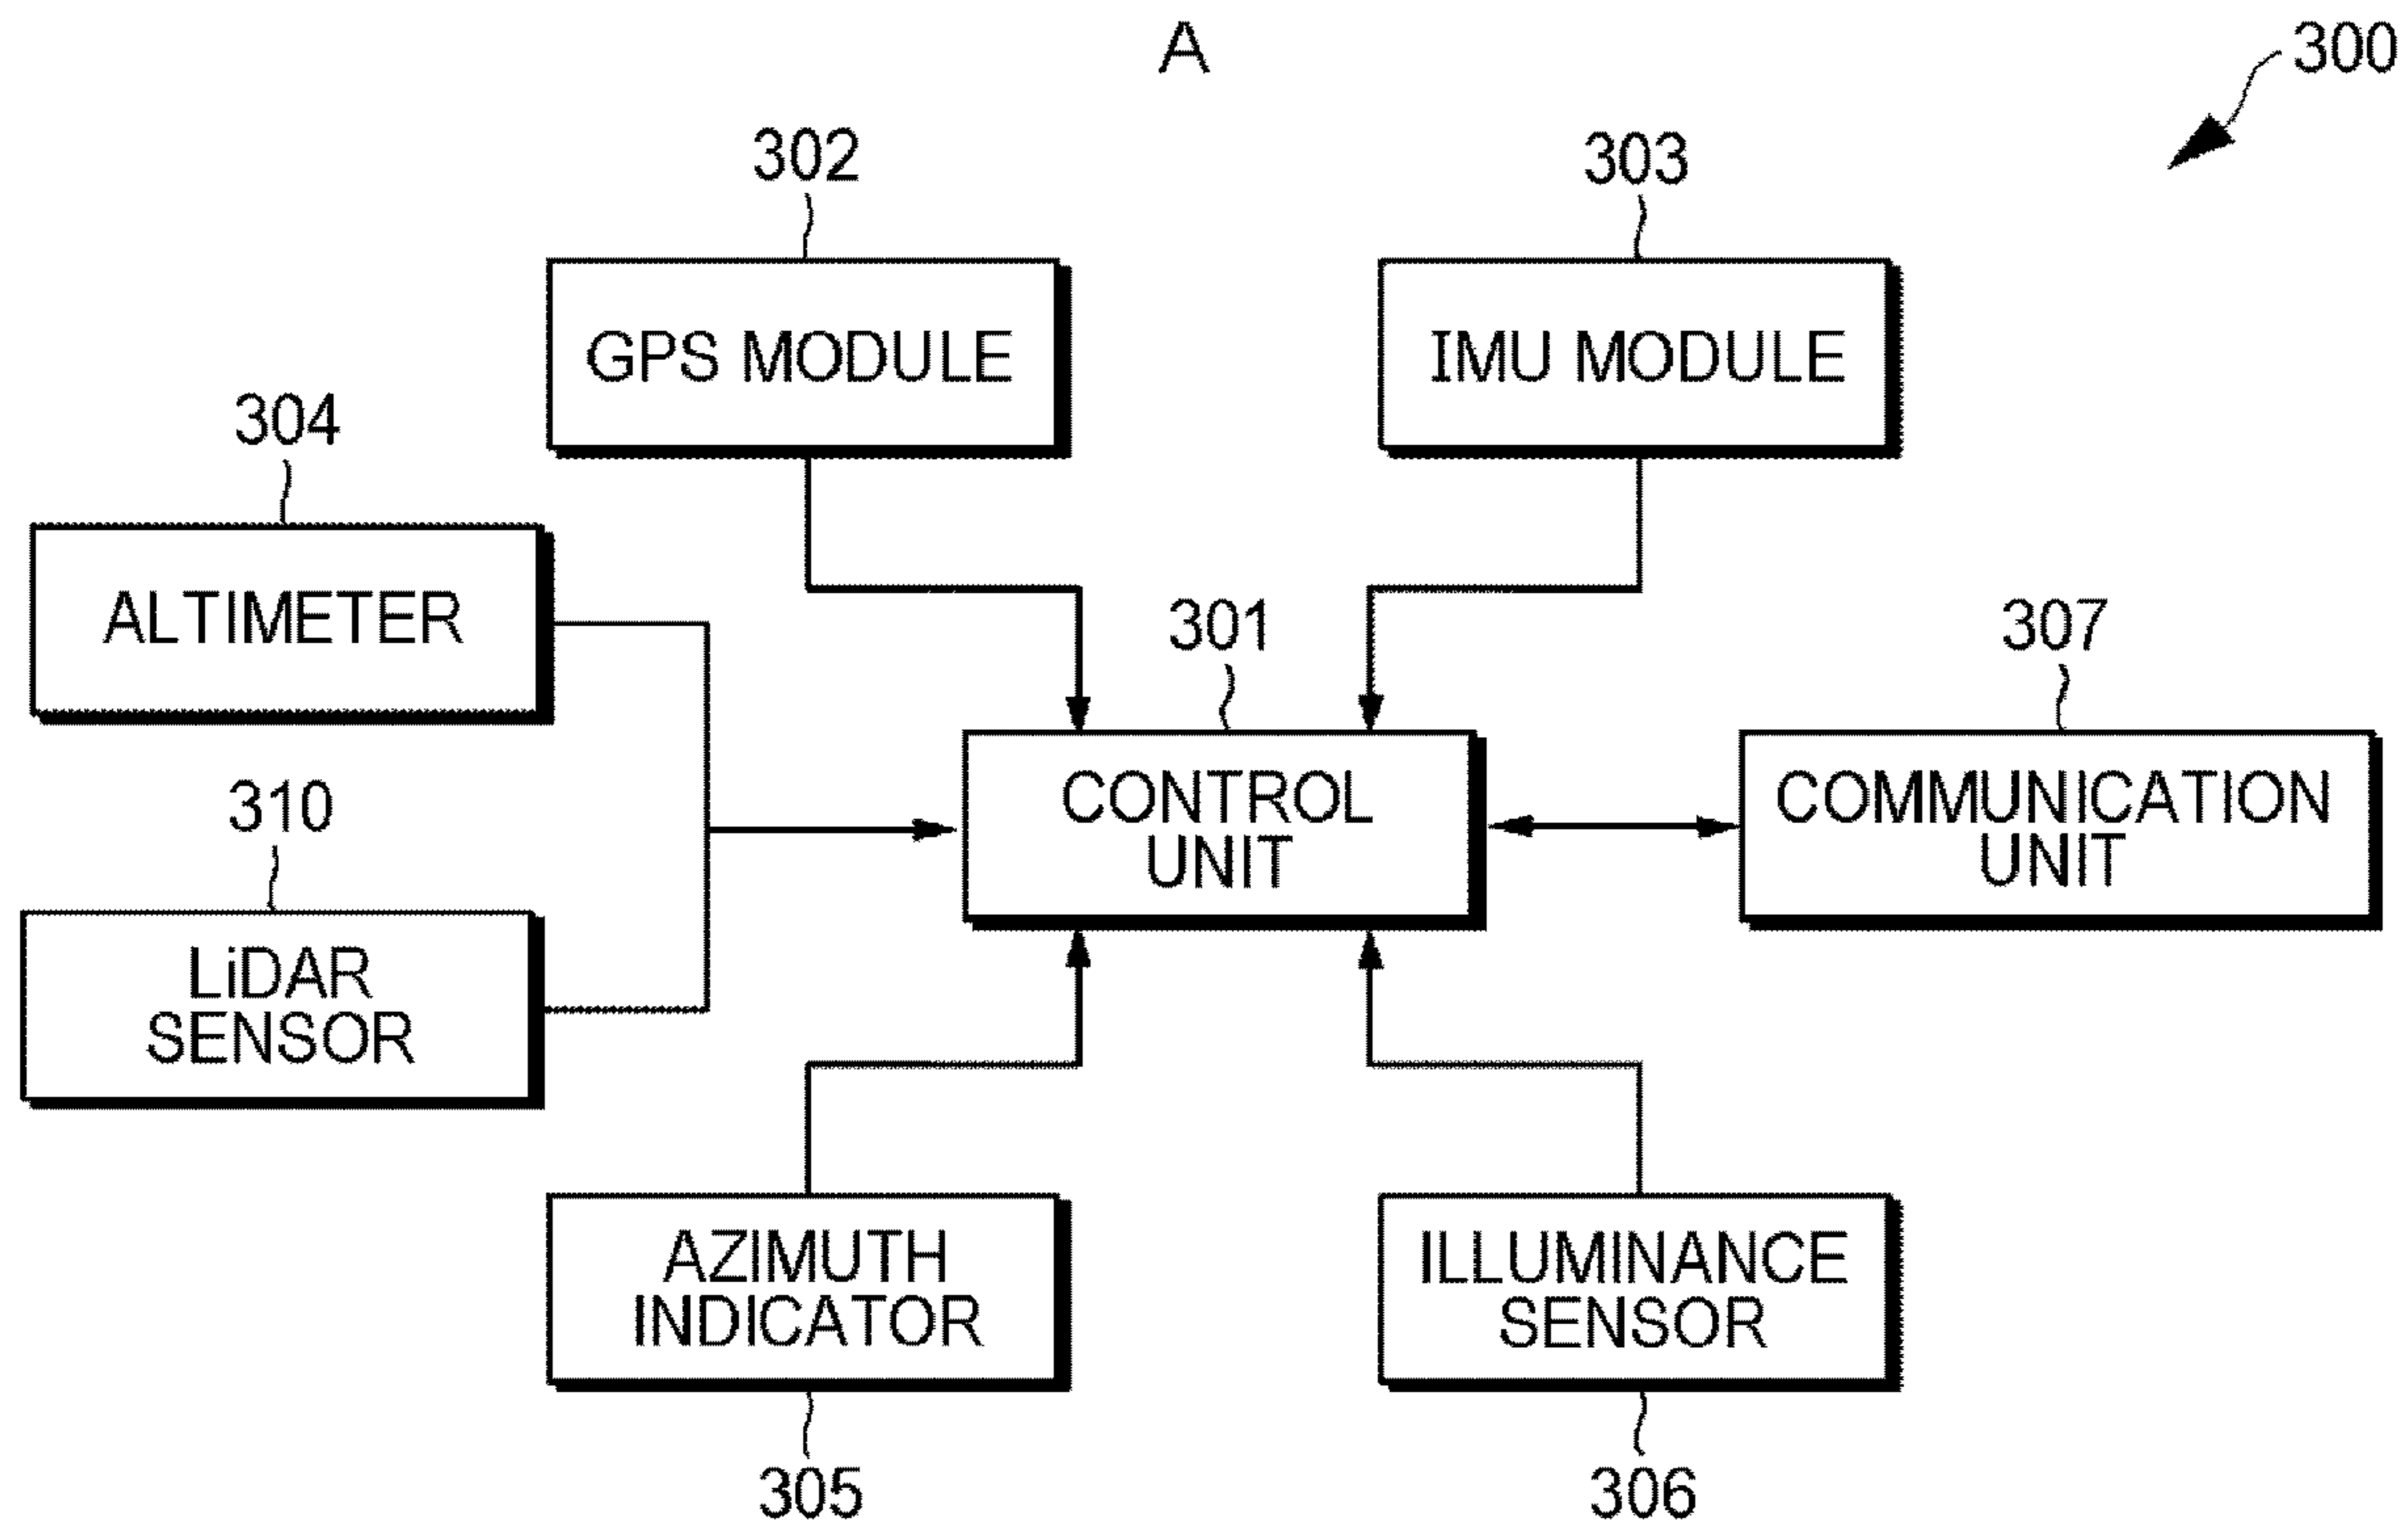 A
300
302
303
GPS MODULE
IMU MODULE
304
ALTIMETER
301
307
CONTROL
UNIT
COMMUNICATION
UNIT
310
LiDAR
SENSOR
AZIMUTH
INDICATOR
ILLUMINANCE
SENSOR
305
306